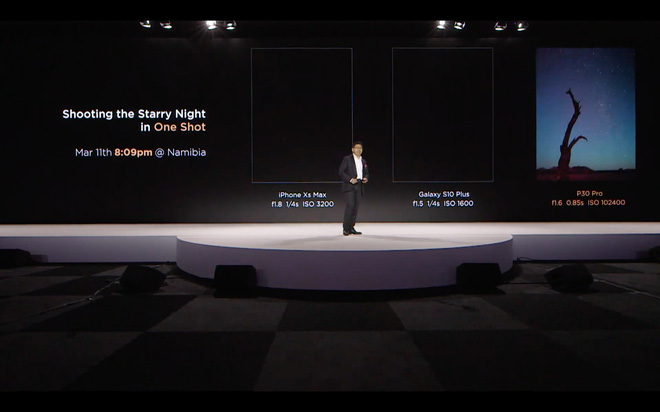 Shooting the Starry Night
in One Shot
Mar 11th 8:09pm @ Namibia
iPhone Xs Max
f1.8 1/4s ISO 3200
Galaxy S10 Plus
f1.5 1/4s ISO 1600
P30 Pro
f1.6 0.85s ISO 102400